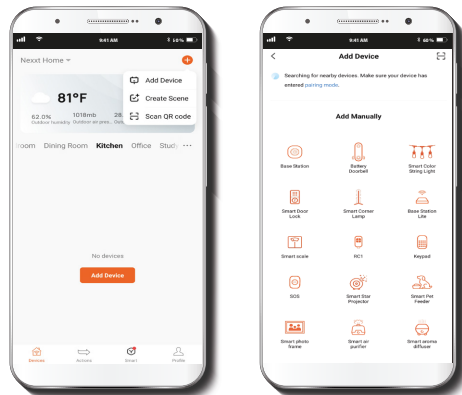 9:41 AM
50%
Nexxt Home
Add Device
Create Scene
Scan QR code
81°F
62.0%
Outdoor humidity
1018mb
Outdoor air pres...
28
room Dining Room Kitchen Office Study ...
No devices
Add Device
Devices Actions Smart Profile
9:41 AM
60%
Add Device
Searching for nearby devices. Make sure your device has
entered pairing mode.
Add Manually
Base Station
Battery
Doorbell
Smart Color
String Light
Smart Door
Lock
Smart Corner
Lamp
Base Station
Lite
Smart scale
RC1
Keypad
SOS
Smart Star
Projector
Smart Pet
Feeder
Smart photo
frame
Smart air
purifier
Smart aroma
diffuser